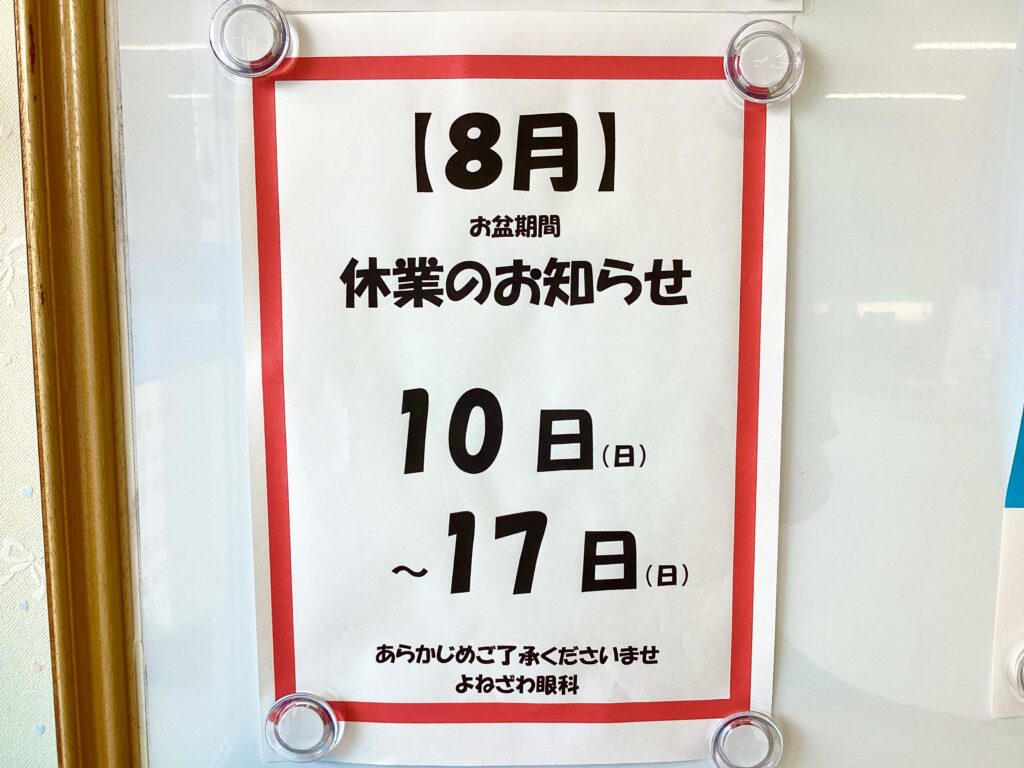 【8月】
お盆期間
休業のお知らせ
10日(日)
～17日(日)
あらかじめご了承くださいませ
よねざわ眼科